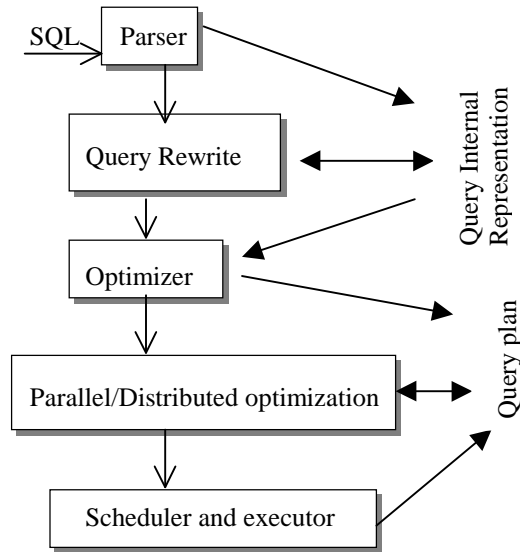 SQL
Parser
Query Rewrite
Query Internal
Representation
Optimizer
Query plan
Parallel/Distributed optimization
Scheduler and executor